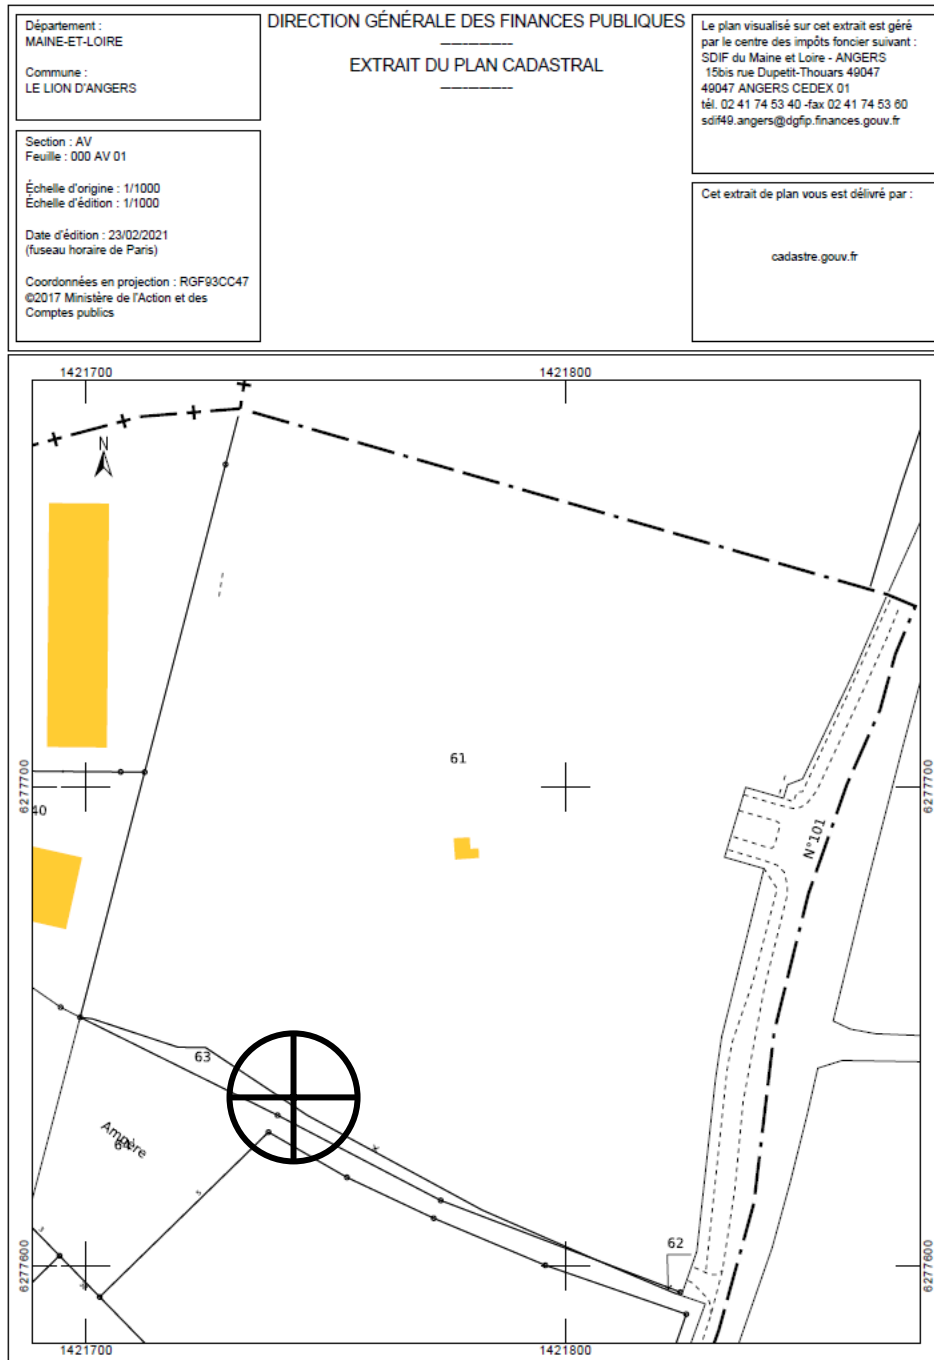 Département :
MAINE-ET-LOIRE
Commune :
LE LION D'ANGERS
Section : AV
Feuille : 000 AV 01
Échelle d'origine : 1/1000
Échelle d'édition : 1/1000
Date d'édition : 23/02/2021
(fuseau horaire de Paris)
Coordonnées en projection : RGF93CC47
©2017 Ministère de l'Action et des
Comptes publics
DIRECTION GÉNÉRALE DES FINANCES PUBLIQUES
EXTRAIT DU PLAN CADASTRAL
Le plan visualisé sur cet extrait est géré
par le centre des impôts foncier suivant :
SDIF du Maine et Loire - ANGERS
15bis rue Dupetit-Thouars 49047
49047 ANGERS CEDEX 01
tél. 02 41 74 53 40 -fax 02 41 74 53 60
sdif49.angers@dgfip.finances.gouv.fr
Cet extrait de plan vous est délivré par :
cadastre.gouv.fr
1421700
1421800
N
61
6277700
6277700
40
N°101
63
Ampère
62
6277600
6277600
1421700
1421800